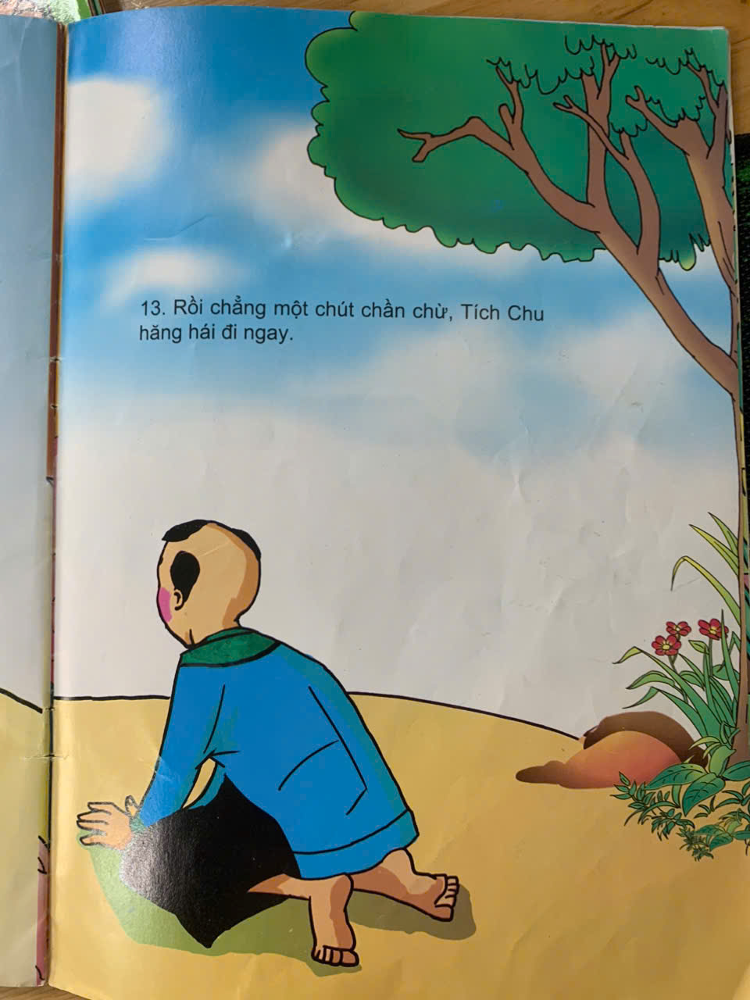 13. Rồi chẳng một chút chần chừ, Tích Chu
hăng hái đi ngay.